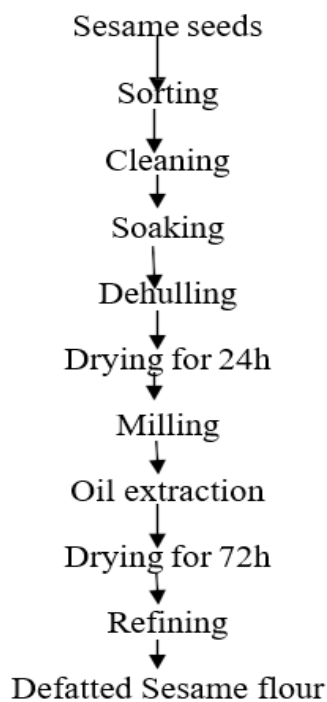 Sesame seeds
Sorting
Cleaning
Soaking
Dehulling
Drying for 24h
Milling
Oil extraction
Drying for 72h
Refining
Defatted Sesame flour